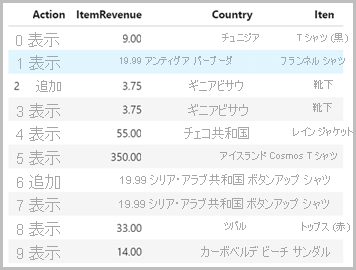 Action ItemRevenue Country Iten
0 表示 9.00 チュニジア Tシャツ (黒)
1 表示 19.99 アンティグア バーブーダ フランネル シャツ
2 追加 3.75 ギニアビサウ 靴下
3 表示 3.75 ギニアビサウ 靴下
4 表示 55.00 チェコ共和国 レイン ジャケット
5 表示 350.00 アイスランド Cosmos Tシャツ
6 追加 19.99 シリア・アラブ共和国 ボタンアップ シャツ
7 表示 19.99 シリア・アラブ共和国 ボタンアップ シャツ
8 表示 33.00 ツバル トップス (赤)
9 表示 14.00 カーボベルデ ビーチ サンダル